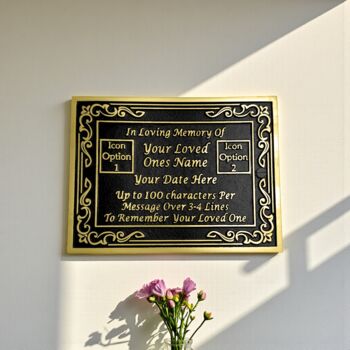 In Loving Memory Of
Icon Option 1
Your Loved
Ones Name
Icon Option 2
Your Date Here
Up to 100 characters Per
Message Over 3-4 Lines
To Remember Your Loved One